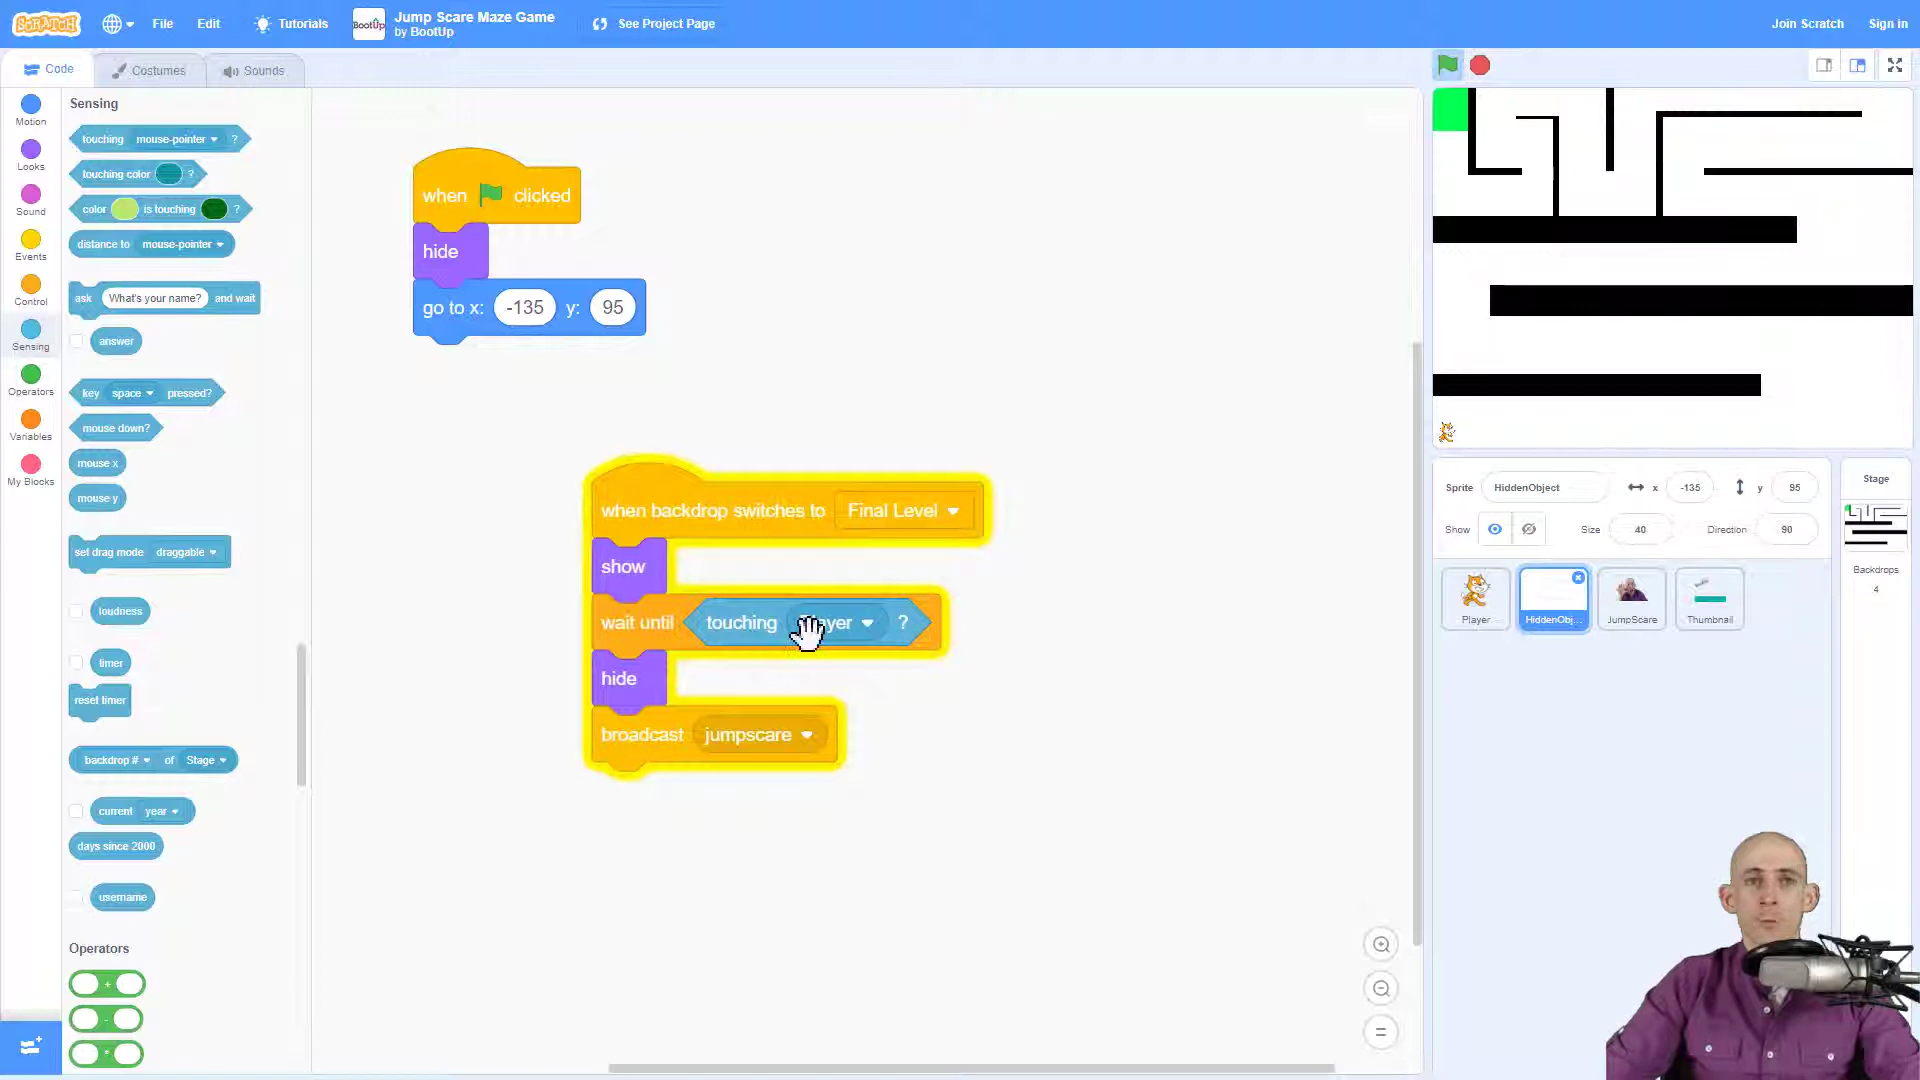 SCRATCH
File
Edit
Tutorials
BootUp
Jump Scare Maze Game
by BootUp
See Project Page
Join Scratch
Sign in
Code
Costumes
Sounds
Motion
Looks
Sound
Events
Control
Sensing
Operators
Variables
My Blocks
Sensing
touching mouse-pointer ?
touching color ?
color is touching ?
distance to mouse-pointer
ask What's your name? and wait
answer
key space pressed?
mouse down?
mouse x
mouse y
set drag mode draggable
loudness
timer
reset timer
backdrop # of Stage
current year
days since 2000
username
Operators
+
-
*
when clicked
hide
go to x: -135 y: 95
when backdrop switches to Final Level
show
wait until touching ?
hide
broadcast jumpscare
Sprite HiddenObject x -135 y 95
Show Size 40 Direction 90
Player
HiddenObj...
JumpScare
Thumbnail
Stage
Backdrops
4